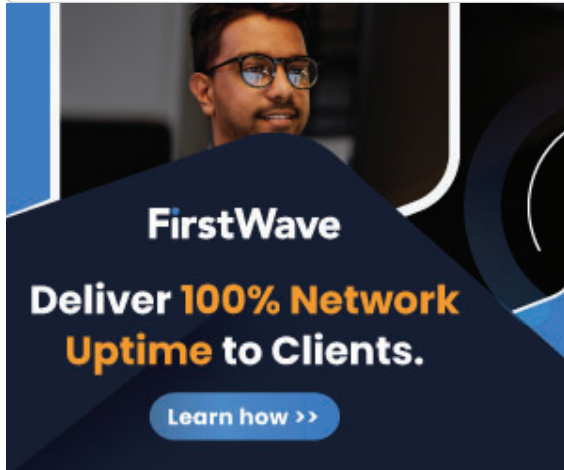 FirstWave
Deliver 100% Network
Uptime to Clients.
Learn how >>